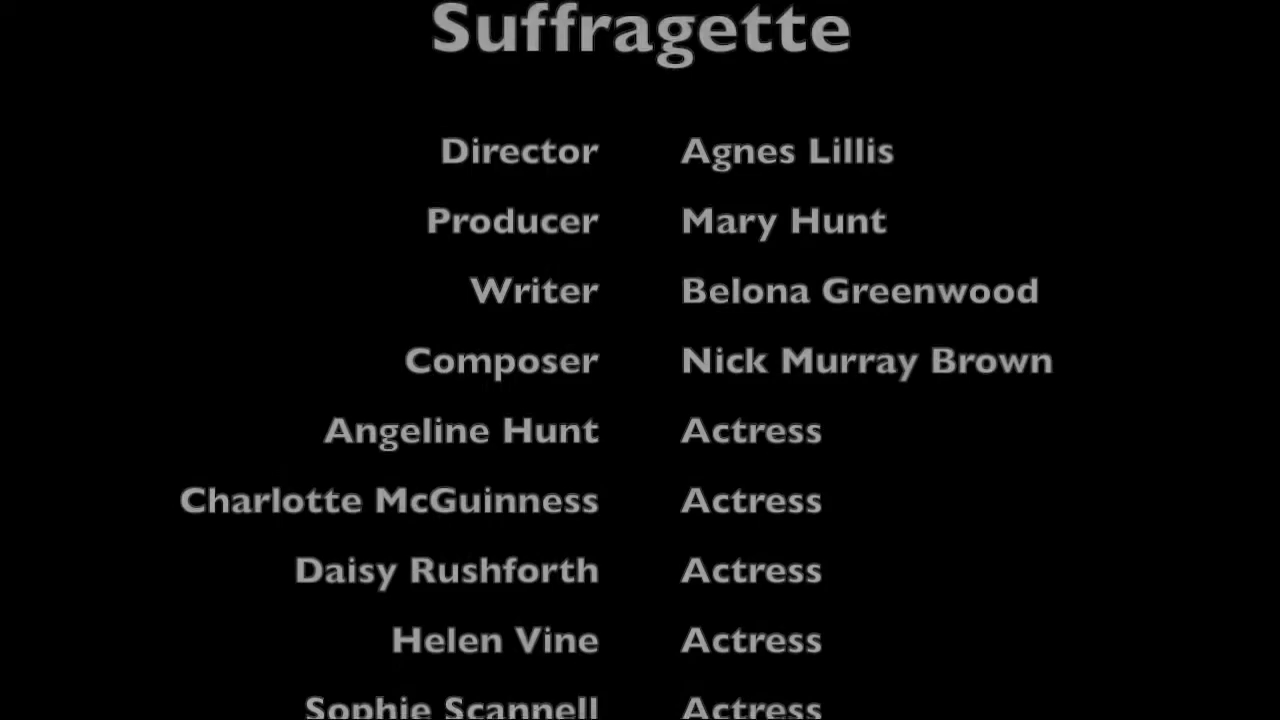 Suffragette
Director Agnes Lillis
Producer Mary Hunt
Writer Belona Greenwood
Composer Nick Murray Brown
Angeline Hunt Actress
Charlotte McGuinness Actress
Daisy Rushforth Actress
Helen Vine Actress
Sophie Scannell Actress